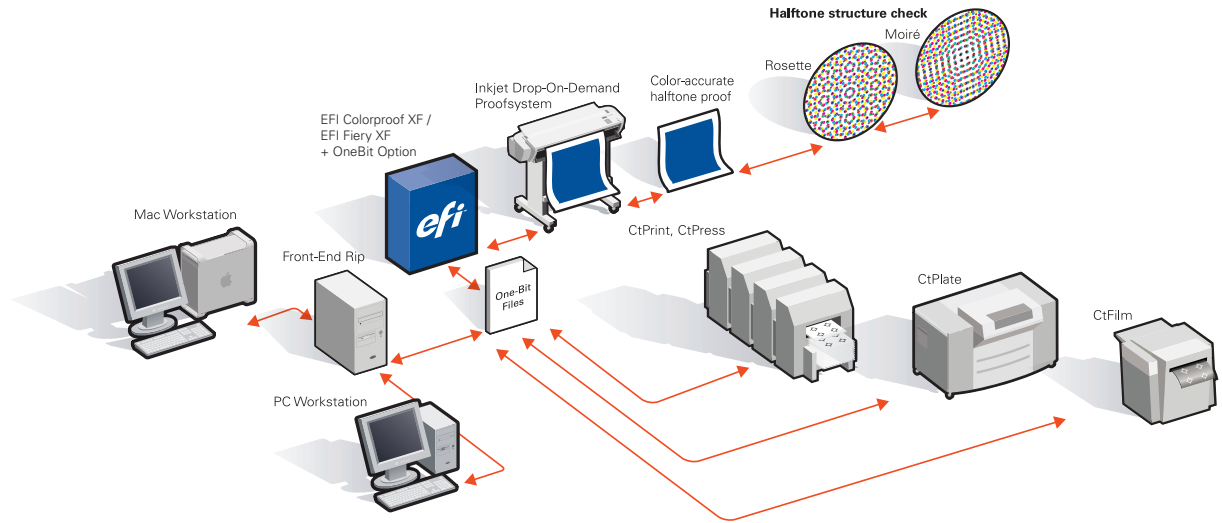 Halftone structure check
Moiré
Rosette
Inkjet Drop-On-Demand
Proofsystem
Color-accurate
halftone proof
EFI Colorproof XF /
EFI Fiery XF
+ OneBit Option
efi
Mac Workstation
Front-End Rip
CtPrint, CtPress
One-Bit
Files
CtPlate
CtFilm
PC Workstation